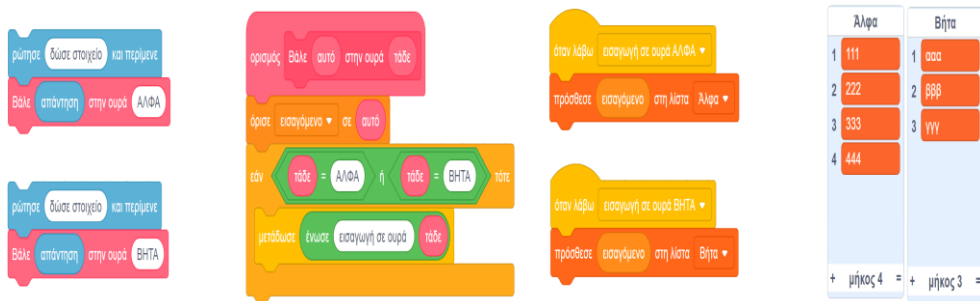 ρώτησε δώσε στοιχείο και περίμενε
Βάλε απάντηση στην ουρά ΑΛΦΑ
ρώτησε δώσε στοιχείο και περίμενε
Βάλε απάντηση στην ουρά ΒΗΤΑ
ορισμός Βάλε αυτό στην ουρά τάδε
όρισε εισαγόμενο σε αυτό
εάν τάδε = ΑΛΦΑ ή τάδε = ΒΗΤΑ τότε
μετάδωσε ένωσε εισαγωγή σε ουρά τάδε
όταν λάβω εισαγωγή σε ουρά ΑΛΦΑ
πρόσθεσε εισαγόμενο στη λίστα Άλφα
όταν λάβω εισαγωγή σε ουρά ΒΗΤΑ
πρόσθεσε εισαγόμενο στη λίστα Βήτα
Άλφα
1 111
2 222
3 333
4 444
+ μήκος 4 =
Βήτα
1 ααα
2 βββ
3 γγγ
+ μήκος 3 =